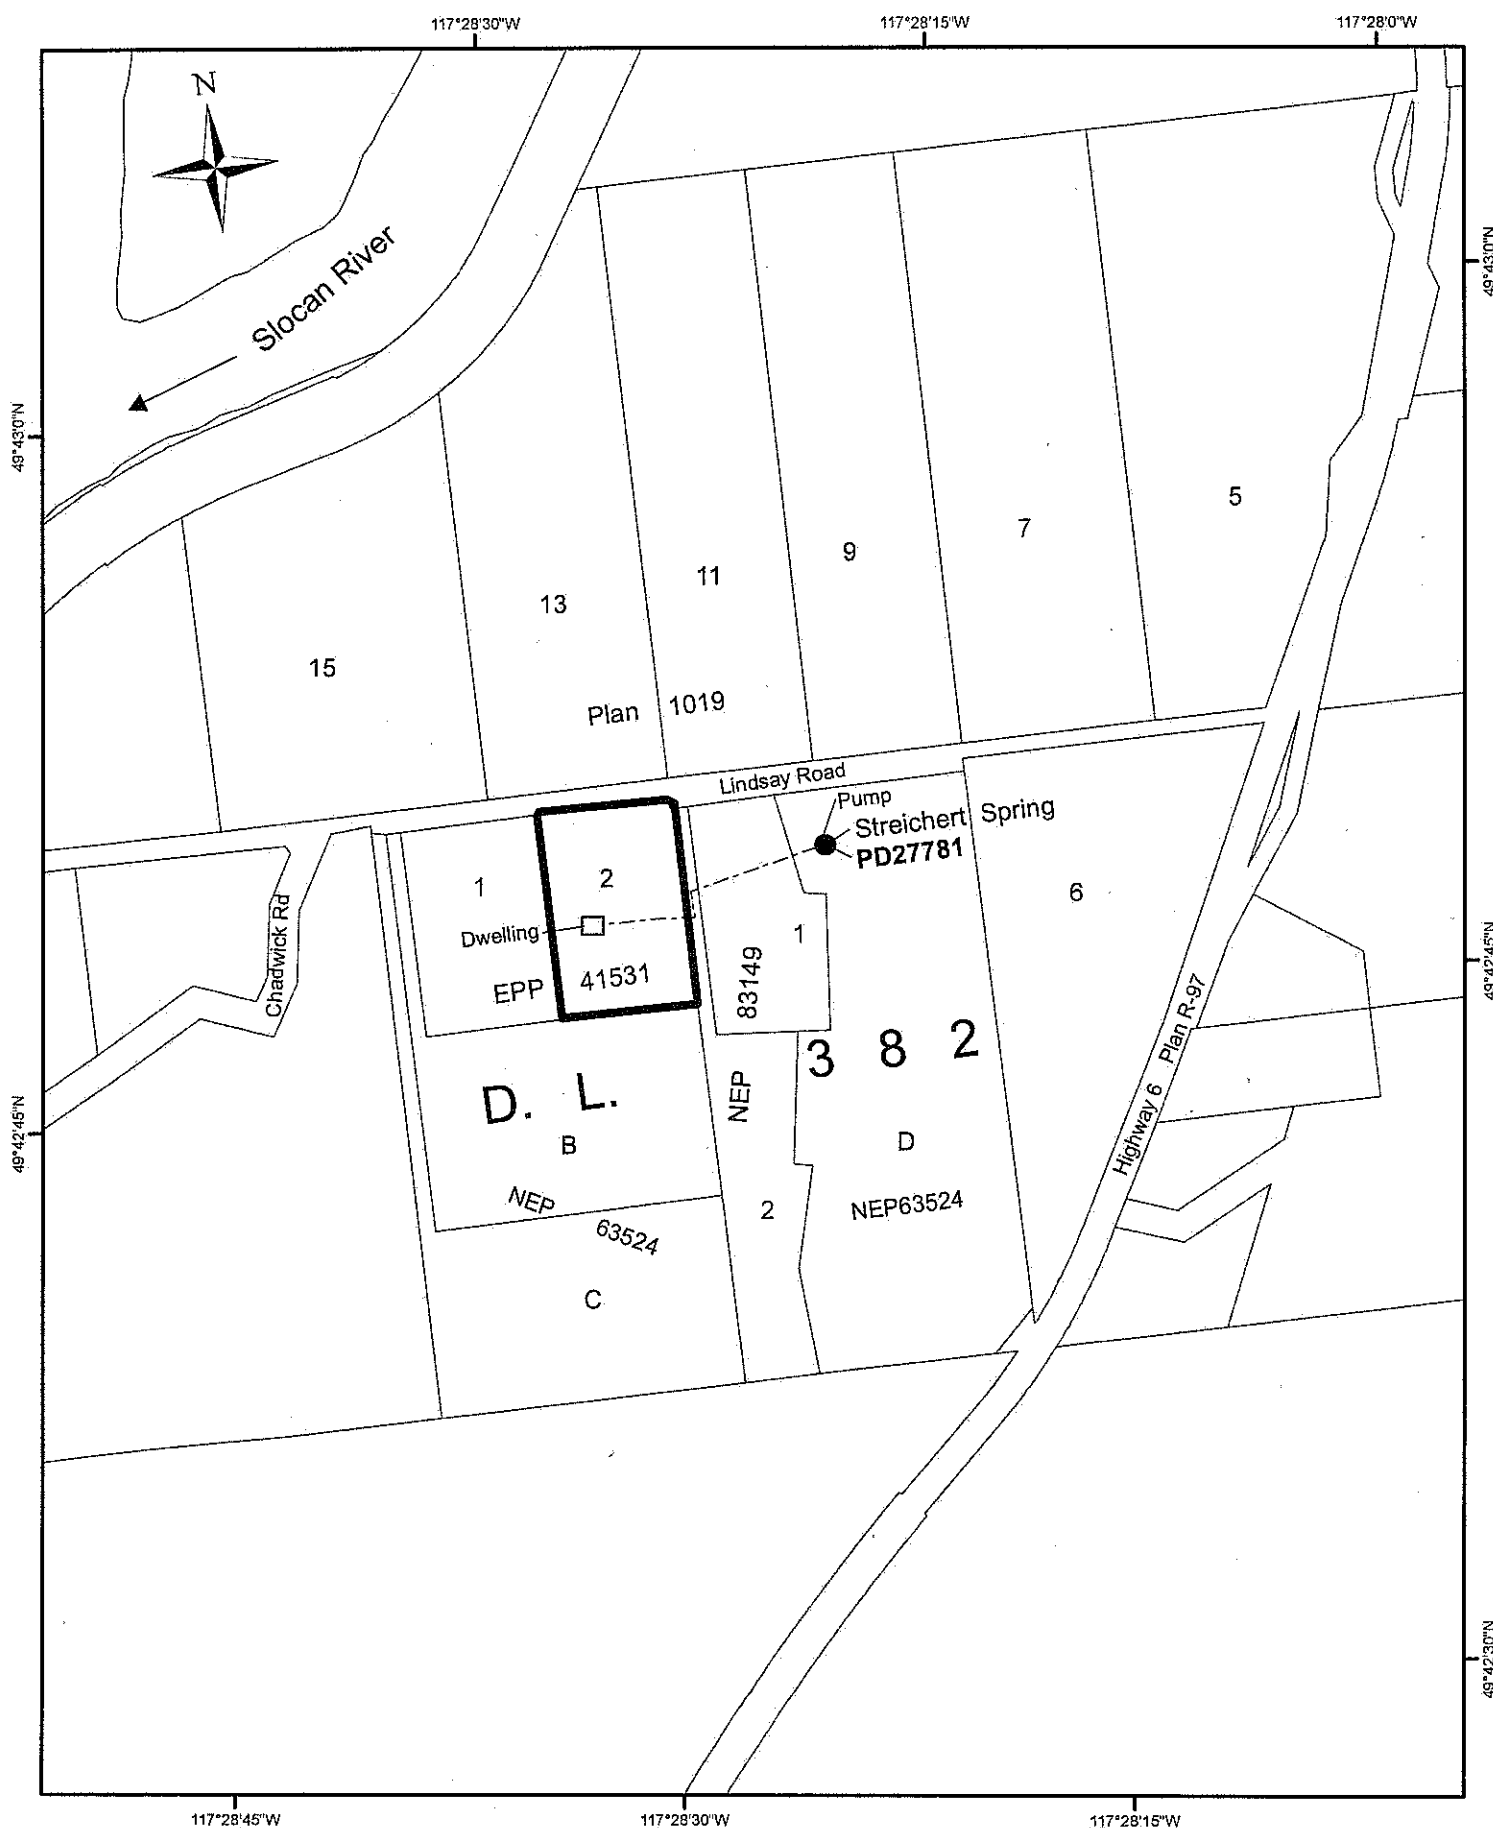 117°28'30"W
117°28'15"W
117°28'0"W
N
Slocan River
49°43'0"N
49°43'0"N
5
7
9
11
13
15
Plan 1019
Lindsay Road
Pump
Streichert Spring
PD27781
1
2
6
Dwelling
1
Chadwick Rd
EPP 41531
83149
49°42'45"N
3 8 2
Plan R-97
D. L.
NEP
Highway 6
49°42'45"N
B
D
NEP
63524
2
NEP63524
C
49°42'30"N
117°28'45"W
117°28'30"W
117°28'15"W